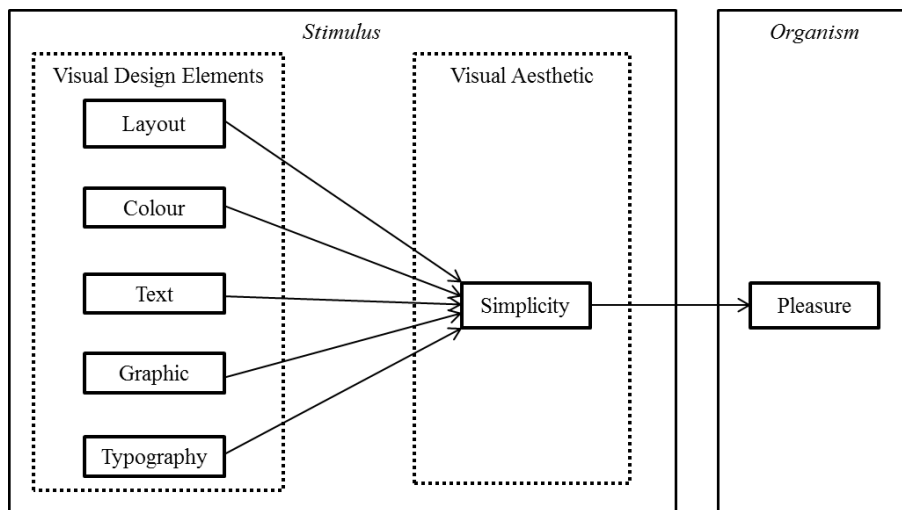 Stimulus
Organism
Visual Design Elements
Visual Aesthetic
Layout
Colour
Text
Simplicity
Pleasure
Graphic
Typography